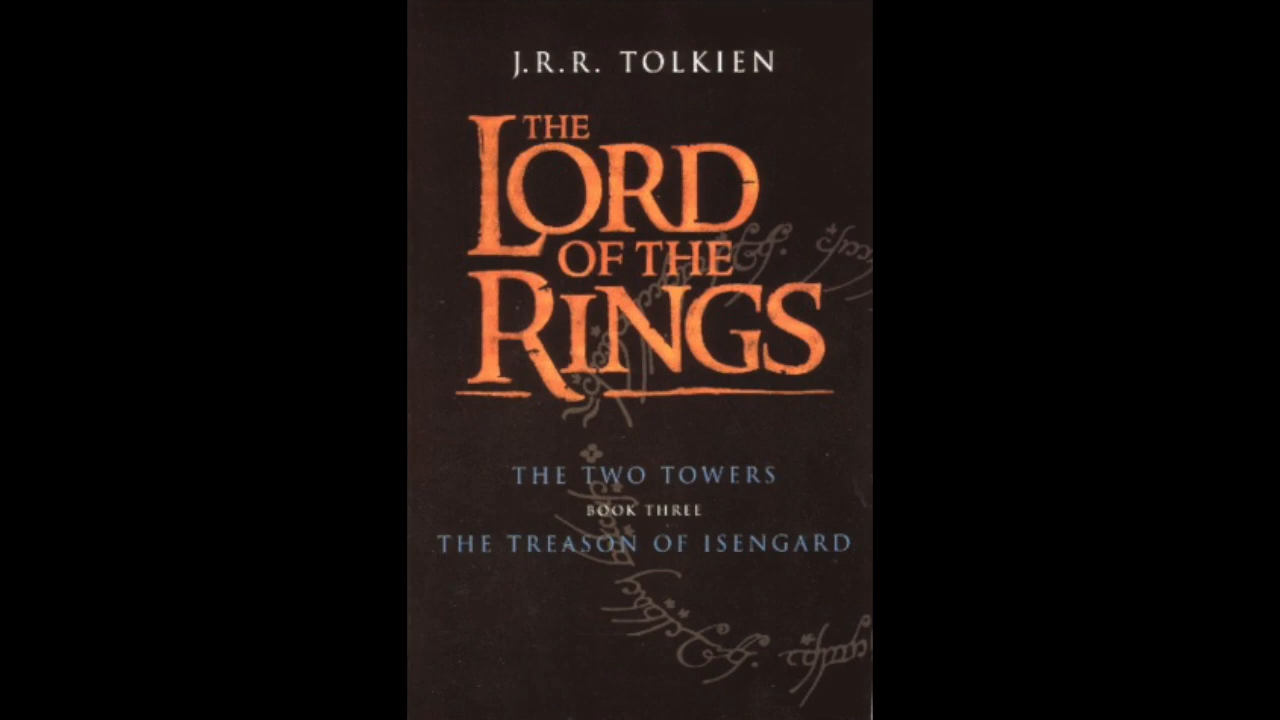 J.R.R. TOLKIEN
THE
LORD
OF THE
RINGS
THE TWO TOWERS
BOOK THREE
THE TREASON OF ISENGARD